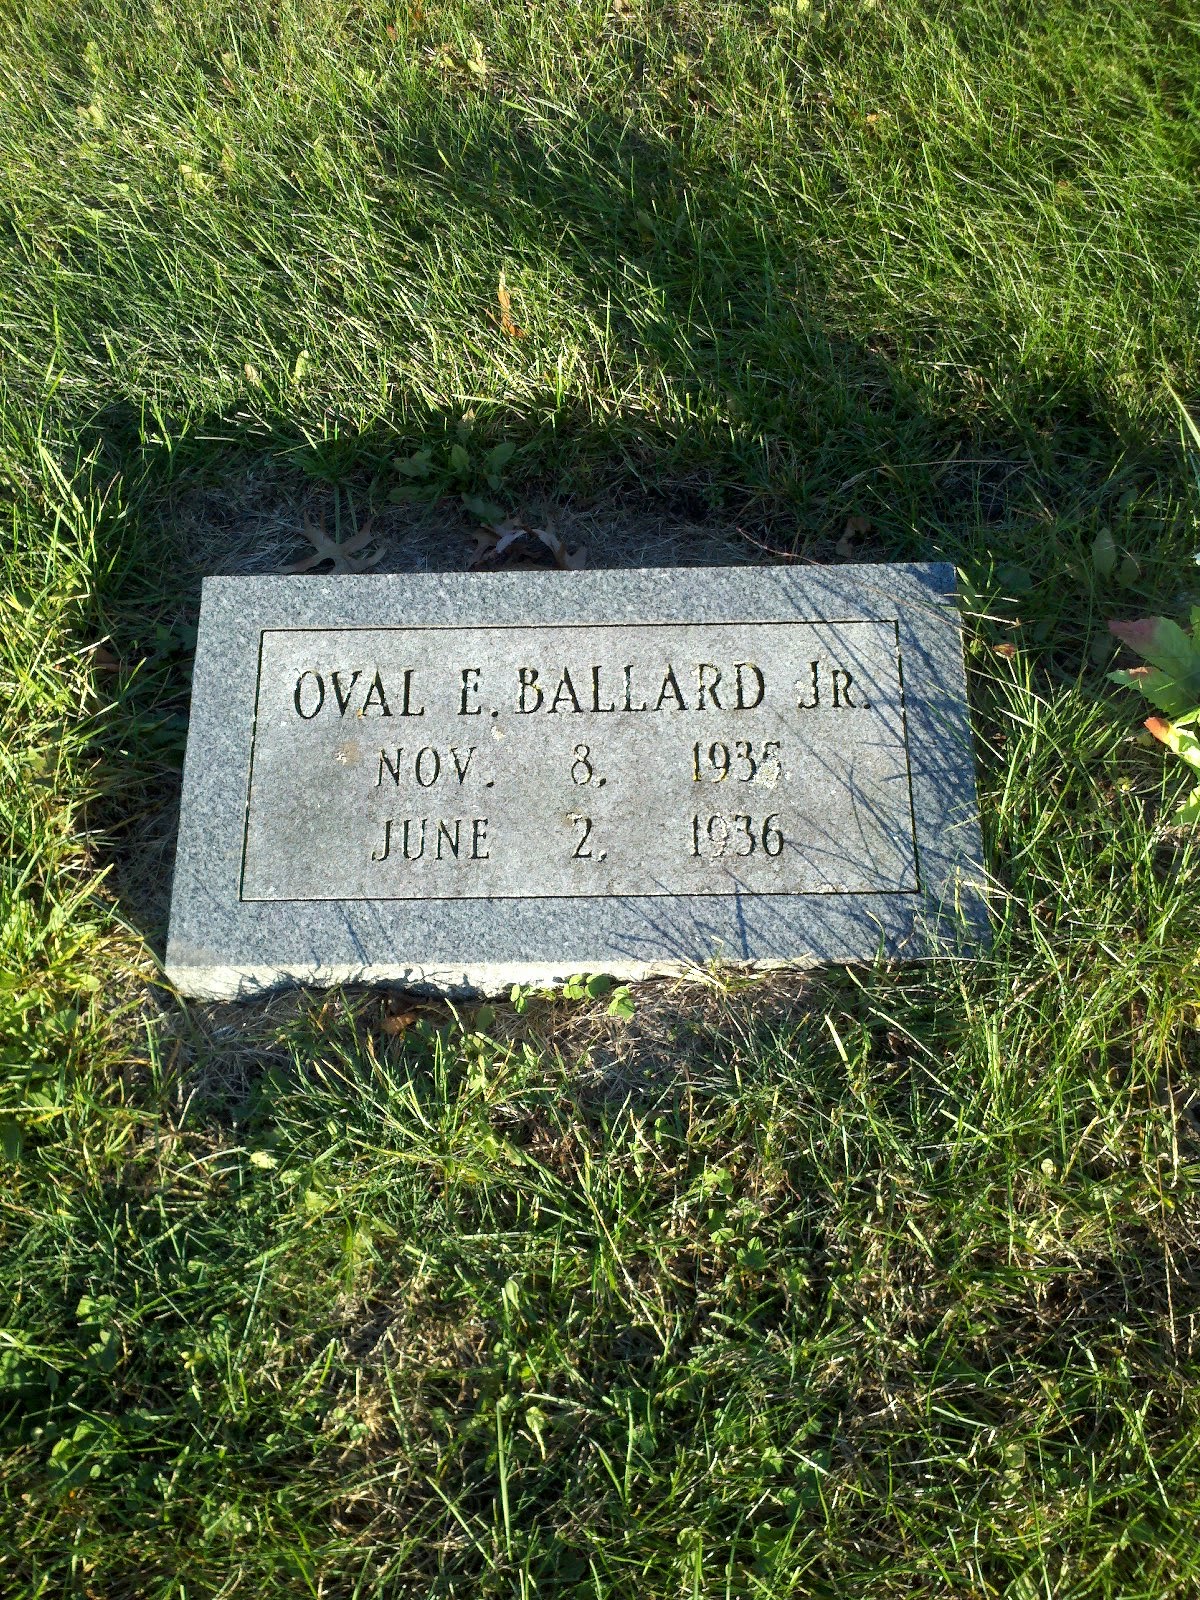 OVAL E. BALLARD JR.
NOV. 8, 1935
JUNE 2, 1936